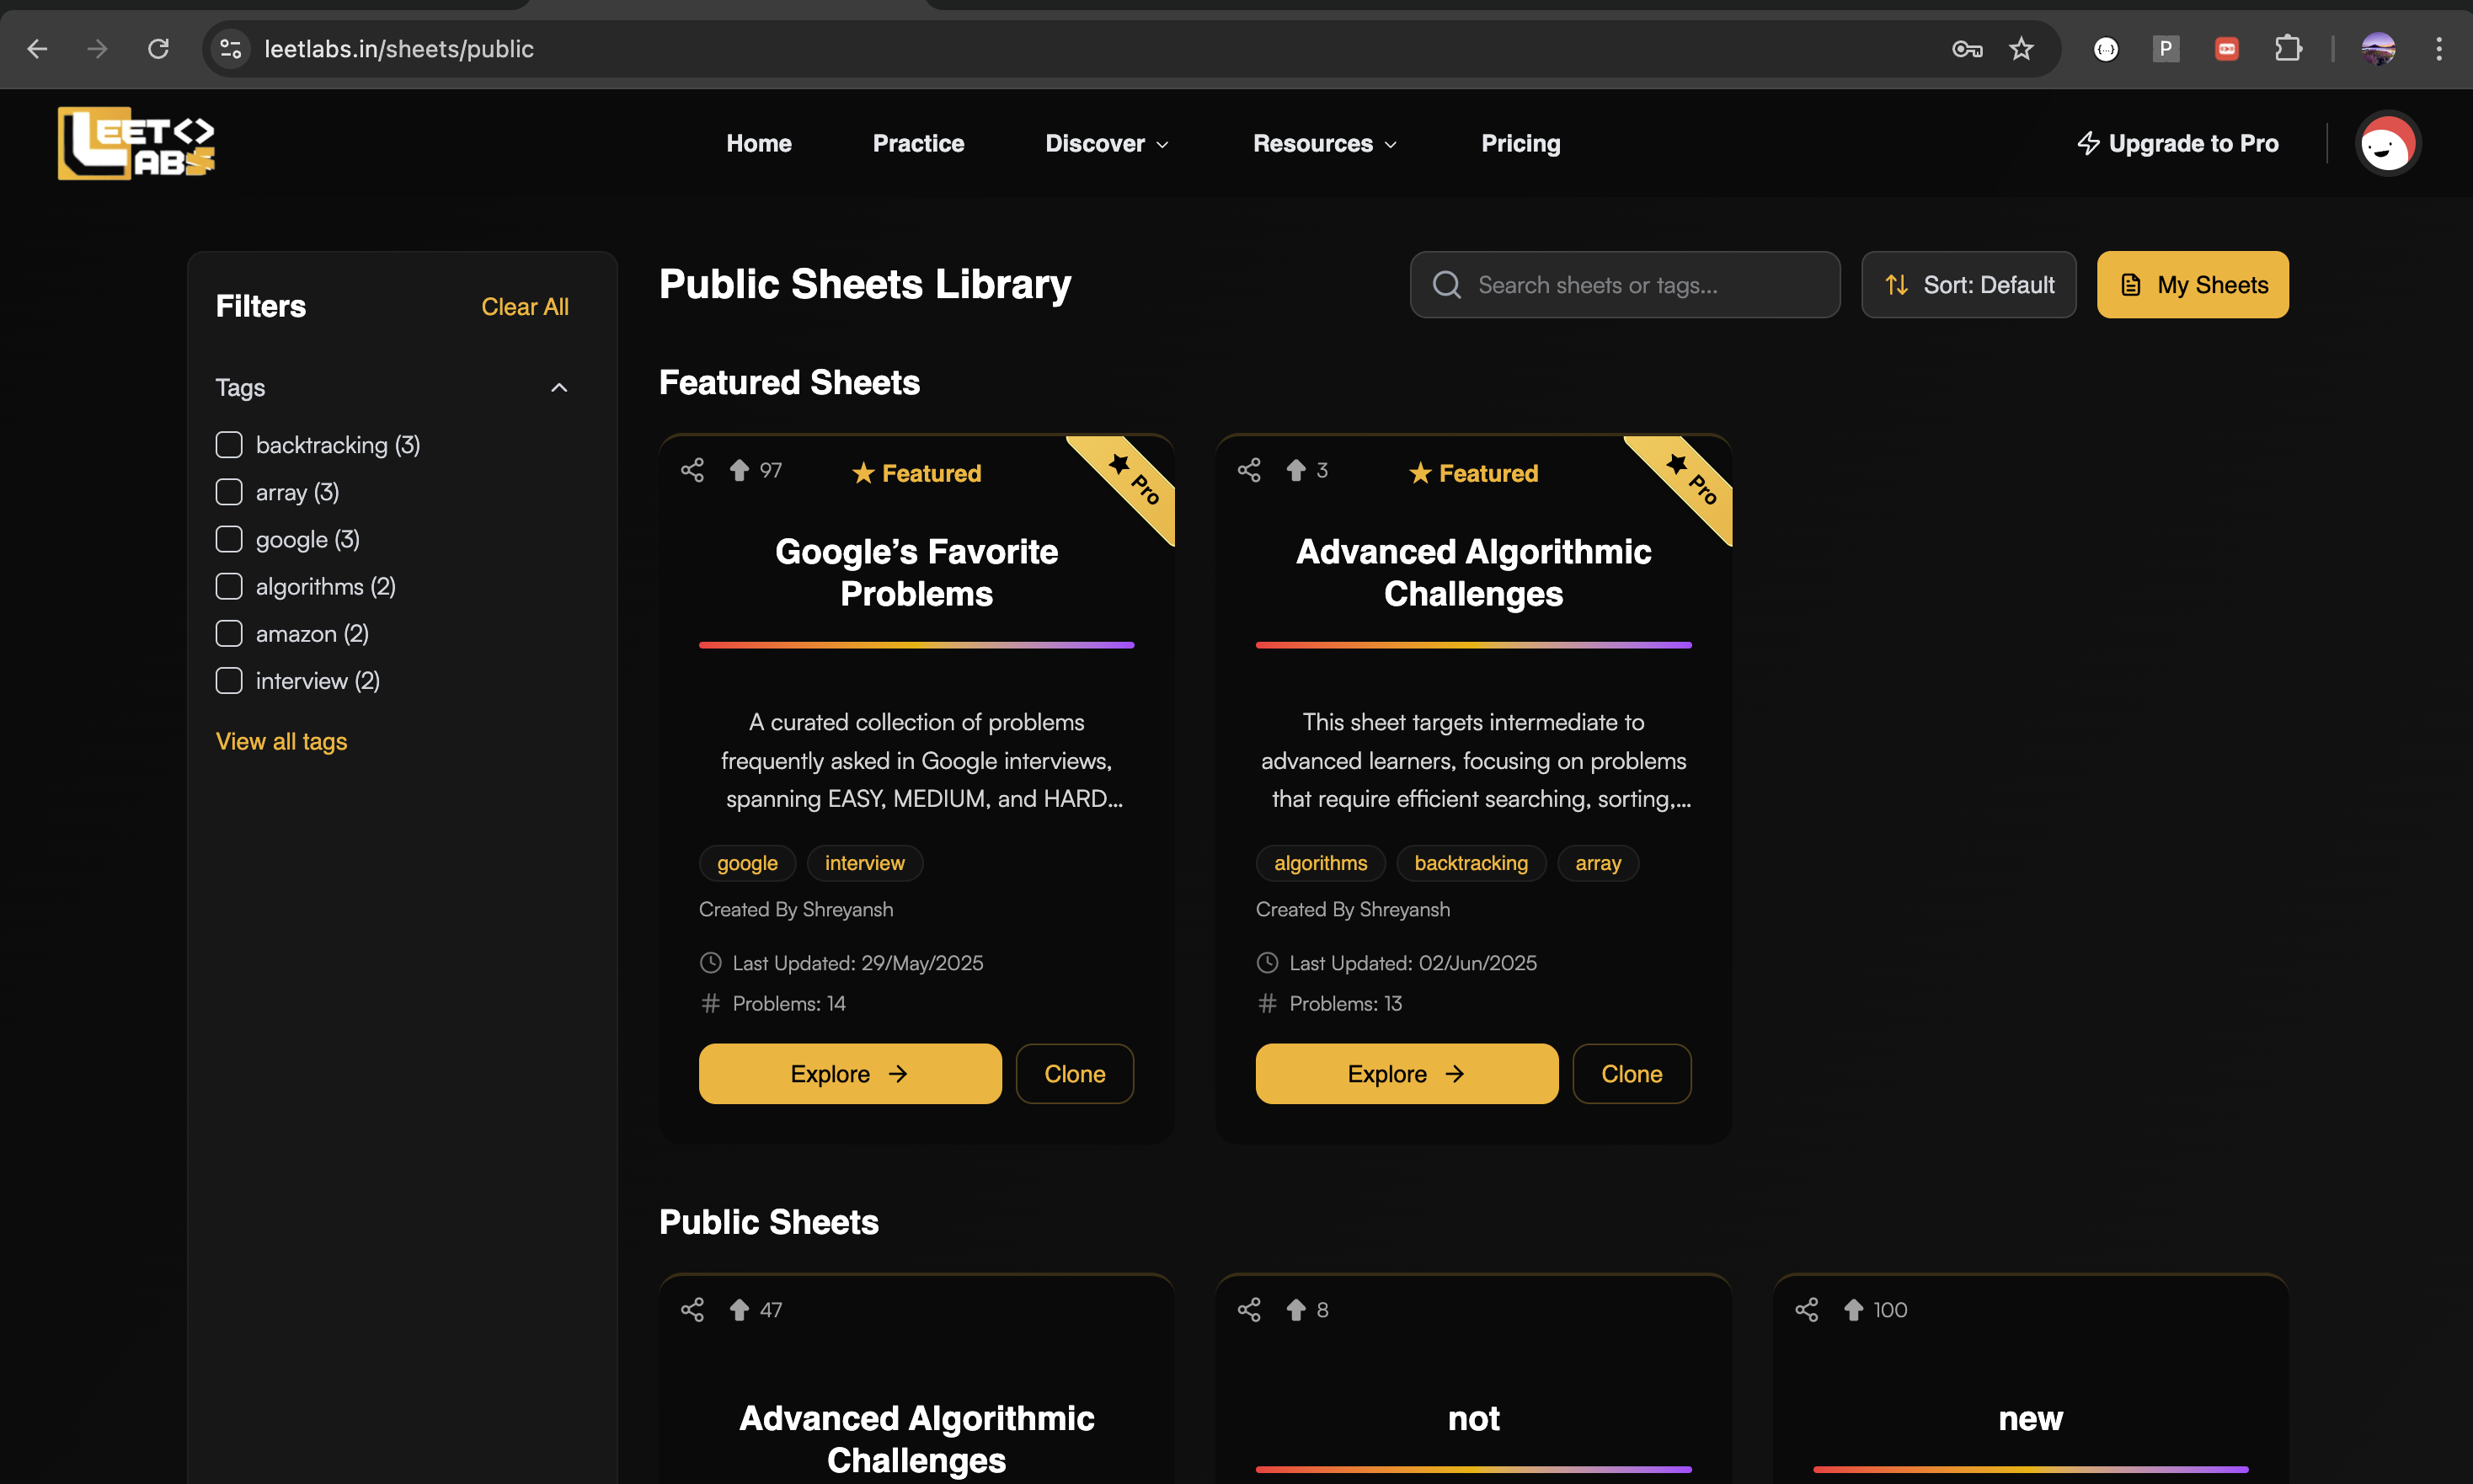 leetlabs.in/sheets/public
P
LEET<>
LABS
Home
Practice
Discover
Resources
Pricing
Upgrade to Pro
Filters
Clear All
Tags
backtracking (3)
array (3)
google (3)
algorithms (2)
amazon (2)
interview (2)
View all tags
Public Sheets Library
Search sheets or tags...
Sort: Default
My Sheets
Featured Sheets
97
Featured
Pro
Google’s Favorite
Problems
A curated collection of problems
frequently asked in Google interviews,
spanning EASY, MEDIUM, and HARD...
google
interview
Created By Shreyansh
Last Updated: 29/May/2025
# Problems: 14
Explore →
Clone
3
Featured
Pro
Advanced Algorithmic
Challenges
This sheet targets intermediate to
advanced learners, focusing on problems
that require efficient searching, sorting,...
algorithms
backtracking
array
Created By Shreyansh
Last Updated: 02/Jun/2025
# Problems: 13
Explore →
Clone
Public Sheets
47
Advanced Algorithmic
Challenges
8
not
100
new